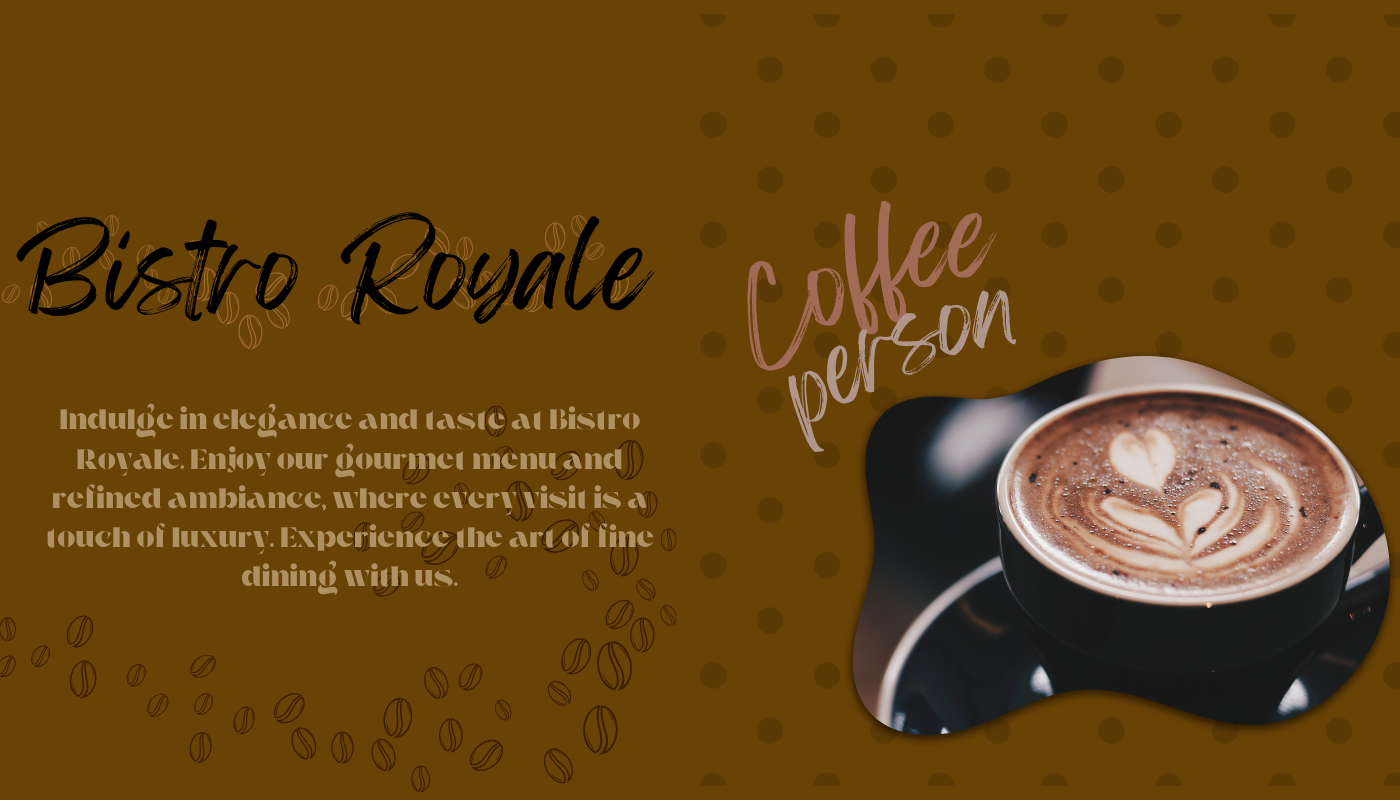 Bistro Royale
Indulge in elegance and taste at Bistro
Royale. Enjoy our gourmet menu and
refined ambiance, where every visit is a
touch of luxury. Experience the art of fine
dining with us.
Coffee
person